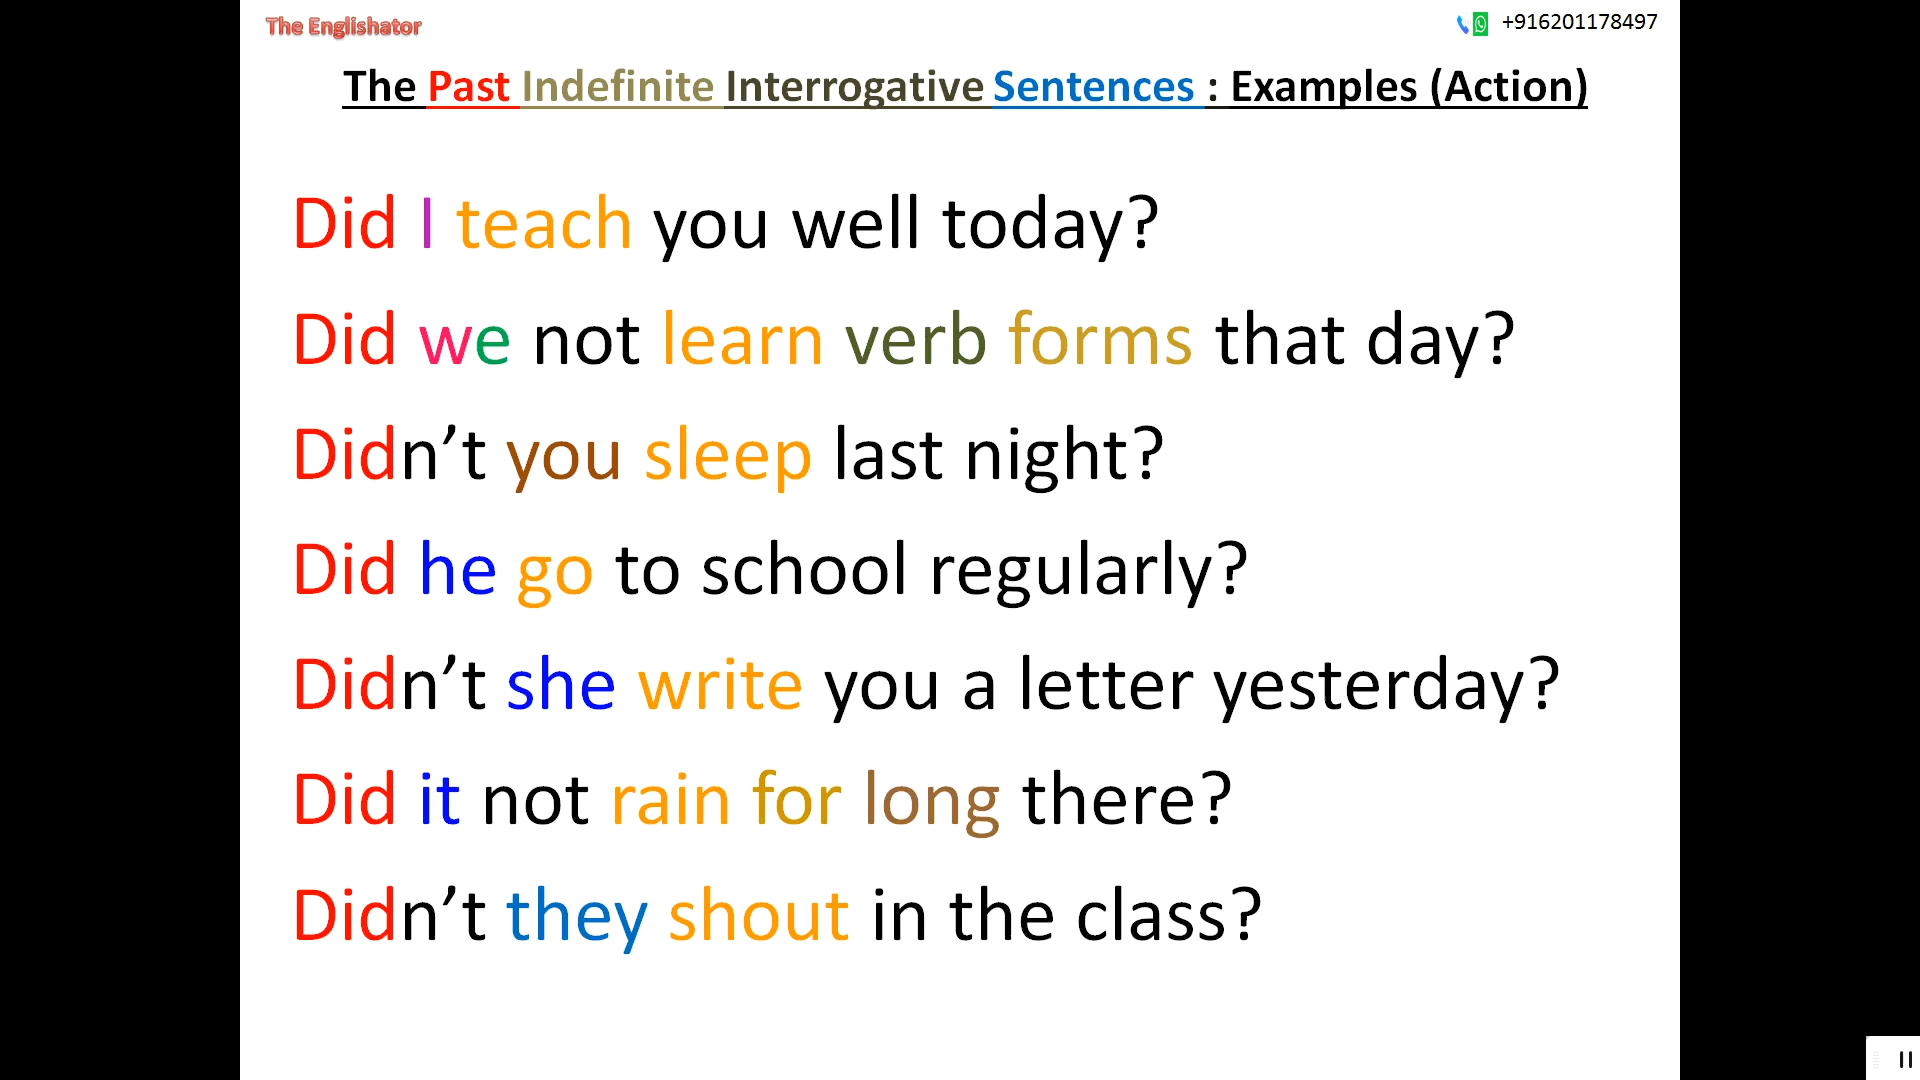 The Englishator
+916201178497
The Past Indefinite Interrogative Sentences : Examples (Action)
Did I teach you well today?
Did we not learn verb forms that day?
Didn’t you sleep last night?
Did he go to school regularly?
Didn’t she write you a letter yesterday?
Did it not rain for long there?
Didn’t they shout in the class?